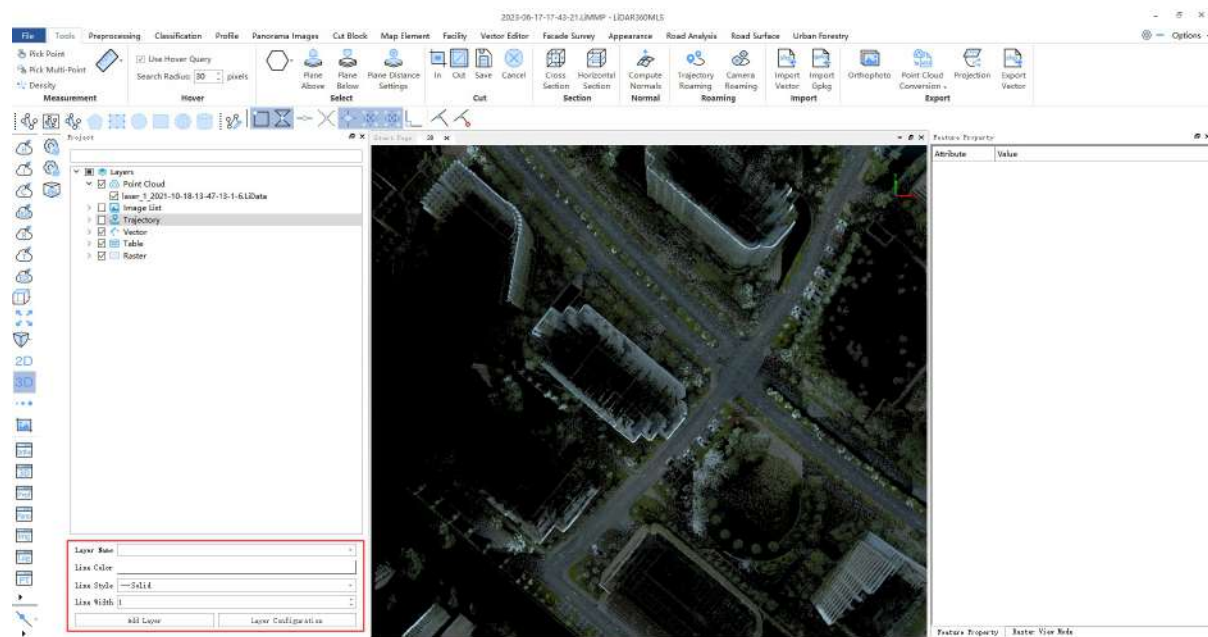 2023-06-17-17-43-21.LiMMP - LiDAR360MLS
File Tools Preprocessing Classification Profile Panorama Images Cut Block Map Element Facility Vector Editor Facade Survey Appearance Road Analysis Road Surface Urban Forestry Options
Pick Point
Pick Multi-Point
Density
Measurement
Use Hover Query
Search Radius: 30 pixels
Hover
Plane Above
Plane Below
Plane Distance Settings
Select
In Out Save Cancel
Cut
Cross Section
Horizontal Section
Section
Compute Normals
Normal
Trajectory Roaming
Camera Roaming
Roaming
Import Vector
Import Gpkg
Import
Orthophoto
Point Cloud Conversion
Projection
Export Vector
Export
Project
Start Page 3D
Feature Property
Attribute Value
Layers
Point Cloud
laser_1_2021-10-18-13-47-13-1-6.LiData
Image List
Trajectory
Vector
Table
Raster
2D
3D
Layer Name
Line Color
Line Style Solid
Line Width 1
Add Layer Layer Configuration
Feature Property Raster View Mode